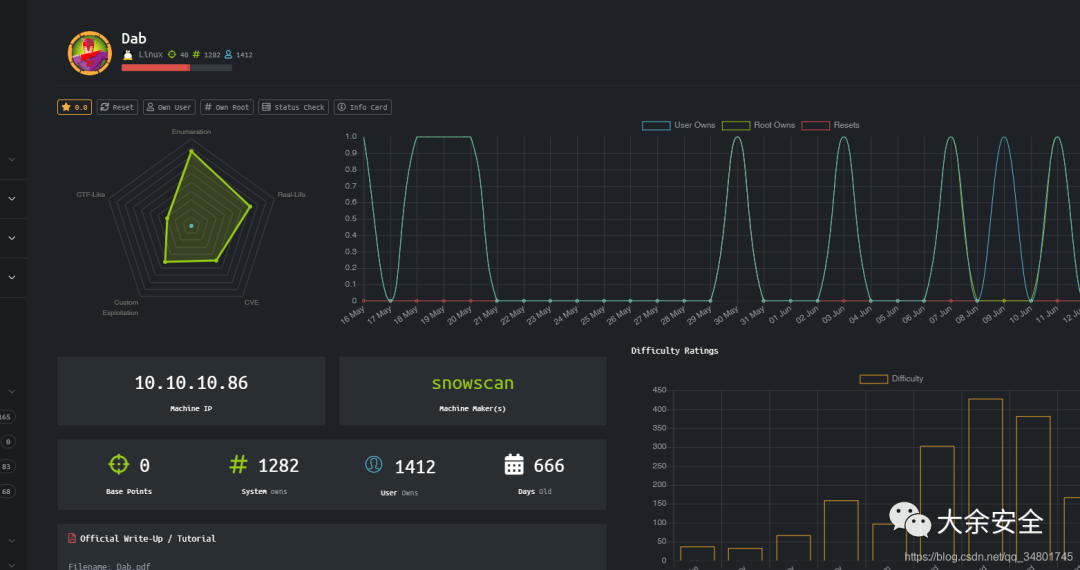 Dab
Linux 40 # 1282 1412
0.0 Reset Own User # Own Root Status Check Info Card
Enumeration
CTF-Like
Real-Life
Custom
Exploitation
CVE
User Owns Root Owns Resets
1.0
0.9
0.8
0.7
0.6
0.5
0.4
0.3
0.2
0.1
0
16 May 17 May 18 May 19 May 20 May 21 May 22 May 23 May 24 May 25 May 26 May 27 May 28 May 29 May 30 May 31 May 01 Jun 02 Jun 03 Jun 04 Jun 05 Jun 06 Jun 07 Jun 08 Jun 09 Jun 10 Jun 11 Jun
10.10.10.86
Machine IP
snowscan
Machine Maker(s)
0
Base Points
# 1282
System owns
1412
User Owns
666
Days Old
Official Write-Up / Tutorial
Filename: Dab.pdf
Difficulty Ratings
Difficulty
450
400
350
300
250
200
150
100
50
0
165
0
83
68
大余安全
https://blog.csdn.net/qq_34801745